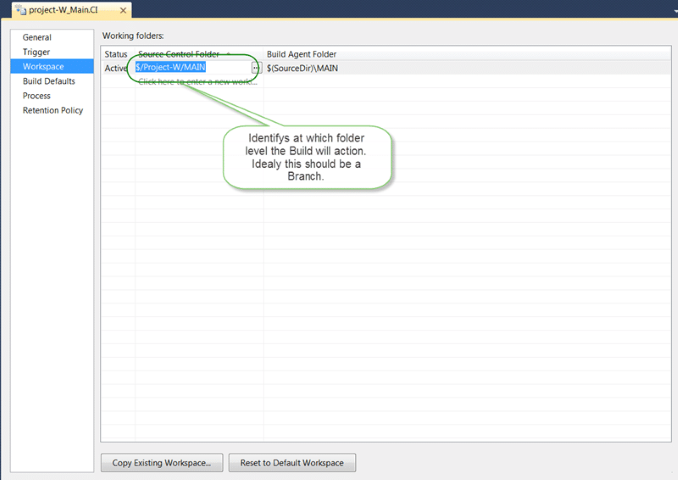 project-W_Main.CI
General
Trigger
Workspace
Build Defaults
Process
Retention Policy
Working folders:
Status Source Control Folder Build Agent Folder
Active $/Project-W/MAIN ... $(SourceDir)\MAIN
Click here to enter a new work...
Identifys at which folder
level the Build will action.
Idealy this should be a
Branch.
Copy Existing Workspace... Reset to Default Workspace